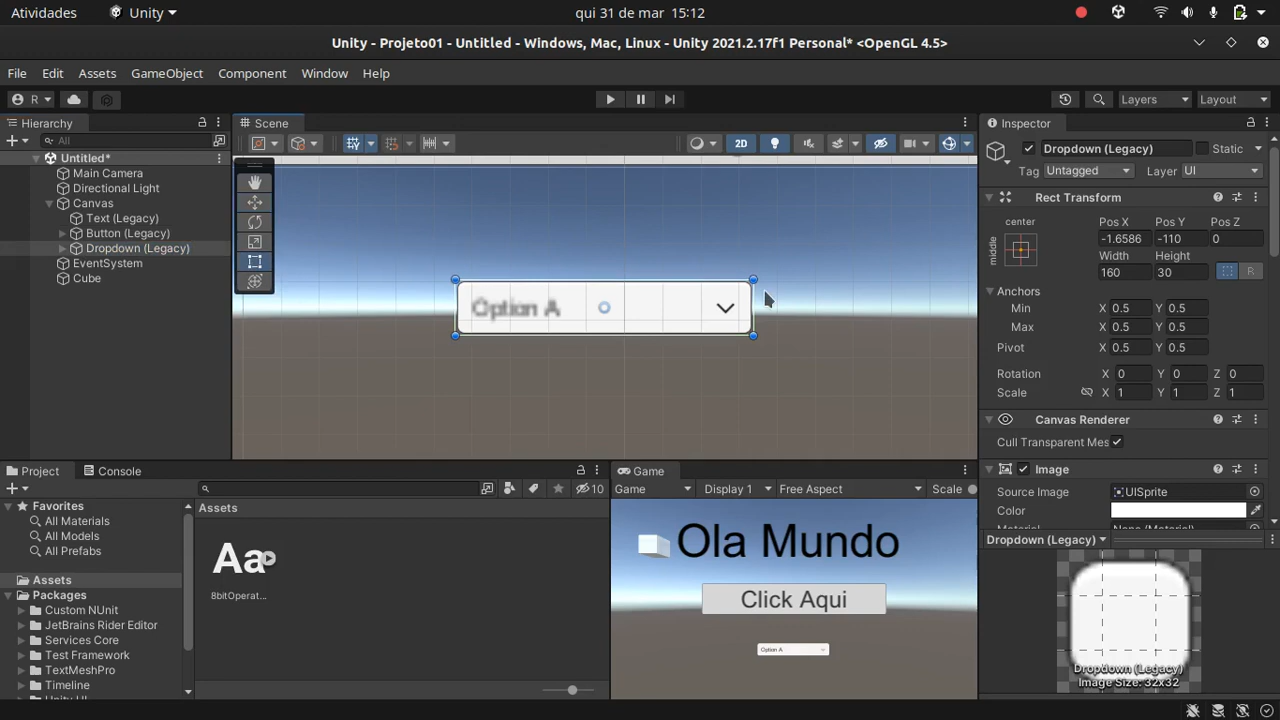 Atividades
Unity
qui 31 de mar 15:12
Unity - Projeto01 - Untitled - Windows, Mac, Linux - Unity 2021.2.17f1 Personal* <OpenGL 4.5>
File Edit Assets GameObject Component Window Help
R
Layers
Layout
Hierarchy
Scene
Inspector
All
2D
Dropdown (Legacy)
Static
Tag Untagged
Layer UI
Untitled*
Main Camera
Directional Light
Canvas
Text (Legacy)
Button (Legacy)
Dropdown (Legacy)
EventSystem
Cube
Rect Transform
center
middle
Pos X Pos Y Pos Z
-1.6586 -110 0
Width Height
160 30
R
Anchors
Min X 0.5 Y 0.5
Max X 0.5 Y 0.5
Pivot X 0.5 Y 0.5
Rotation X 0 Y 0 Z 0
Scale X 1 Y 1 Z 1
Canvas Renderer
Cull Transparent Mes
Image
Source Image UISprite
Color
Material None (Material)
Option A
Project
Console
10
Favorites
All Materials
All Models
All Prefabs
Assets
Packages
Custom NUnit
JetBrains Rider Editor
Services Core
Test Framework
TextMeshPro
Timeline
Unity UI
Assets
Aa
8bitOperat...
Game
Game Display 1 Free Aspect Scale
Ola Mundo
Click Aqui
Option A
Dropdown (Legacy)
Dropdown (Legacy)
Image Size: 32x32